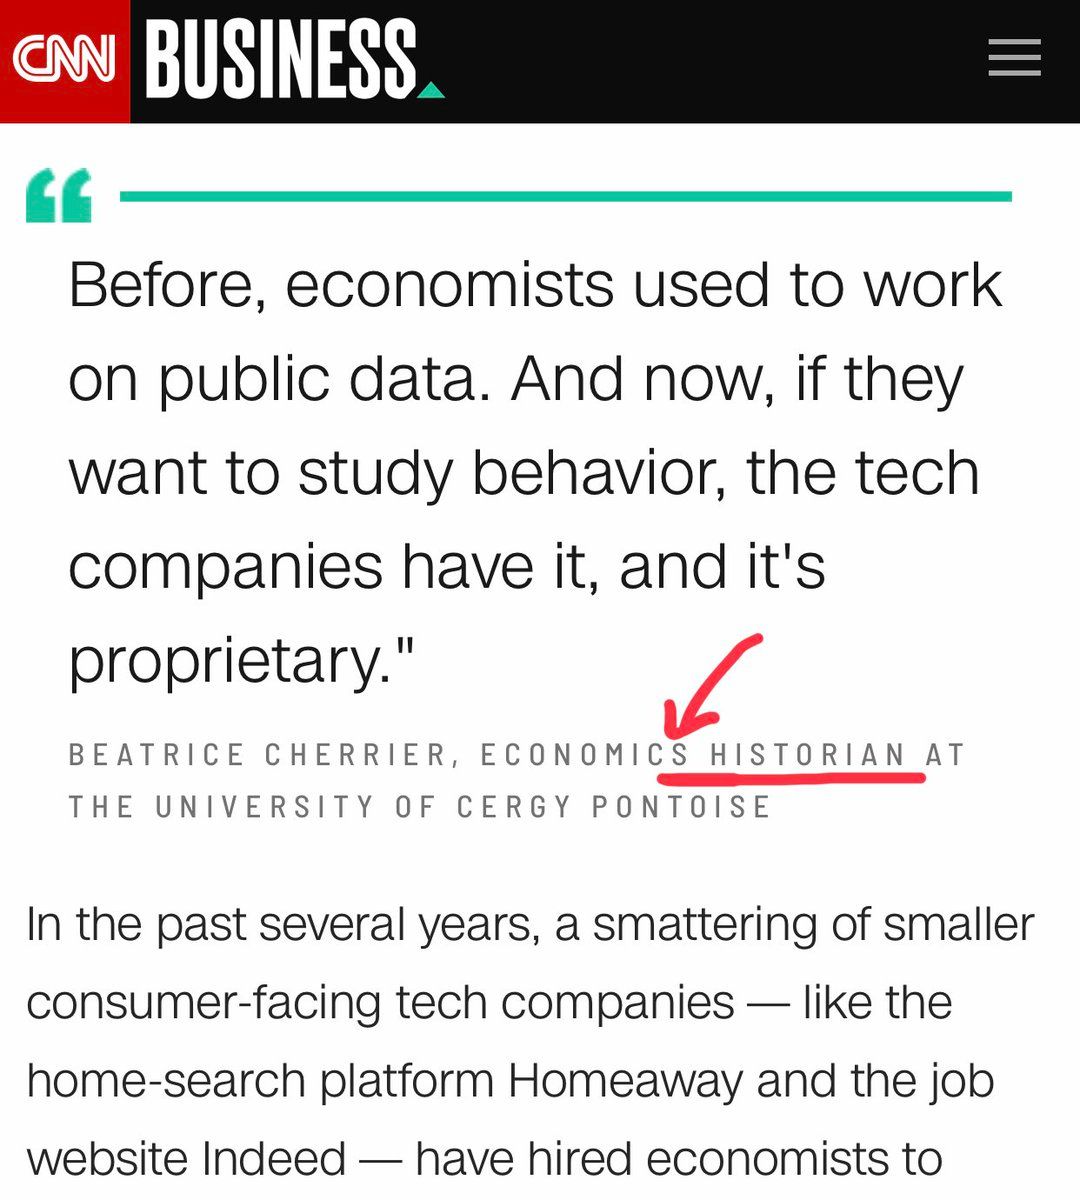 CNN BUSINESS
“
Before, economists used to work
on public data. And now, if they
want to study behavior, the tech
companies have it, and it's
proprietary."
BEATRICE CHERRIER, ECONOMICS HISTORIAN AT
THE UNIVERSITY OF CERGY PONTOISE
In the past several years, a smattering of smaller
consumer-facing tech companies — like the
home-search platform Homeaway and the job
website Indeed — have hired economists to